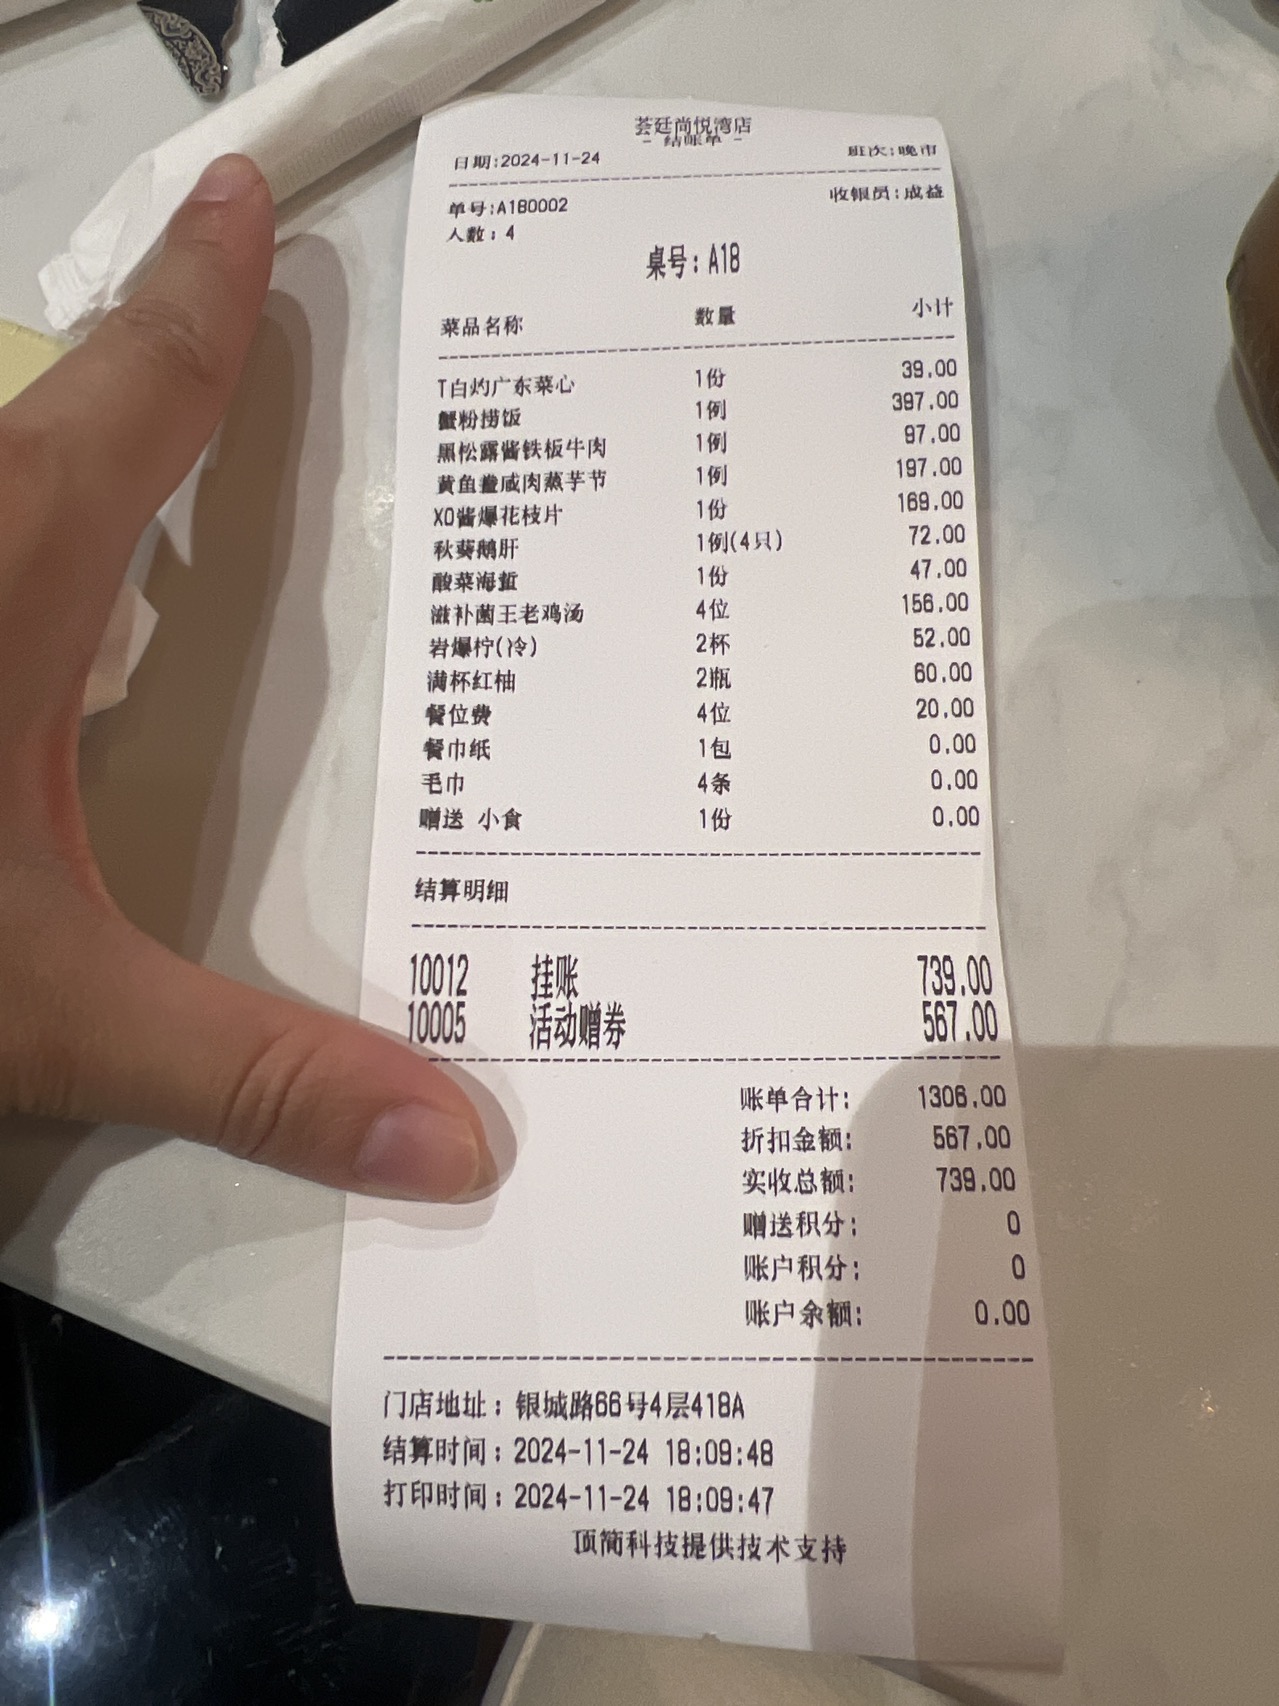 荟廷尚悦湾店
- 结账单 -
日期:2024-11-24 班次:晚市
单号:A180002 收银员:成益
人数:4
桌号:A18
菜品名称 数量 小计
T白灼广东菜心 1份 39.00
蟹粉捞饭 1例 397.00
黑松露酱铁板牛肉 1例 97.00
黄鱼鲞咸肉蒸芋节 1例 197.00
XO酱爆花枝片 1份 169.00
秋葵鹅肝 1例(4只) 72.00
酸菜海蜇 1份 47.00
滋补菌王老鸡汤 4位 156.00
岩爆柠(冷) 2杯 52.00
满杯红柚 2瓶 60.00
餐位费 4位 20.00
餐巾纸 1包 0.00
毛巾 4条 0.00
赠送 小食 1份 0.00
结算明细
10012 挂账 739.00
10005 活动赠券 567.00
账单合计: 1306.00
折扣金额: 567.00
实收总额: 739.00
赠送积分: 0
账户积分: 0
账户余额: 0.00
门店地址:银城路66号4层418A
结算时间:2024-11-24 18:09:48
打印时间:2024-11-24 18:09:47
顶简科技提供技术支持